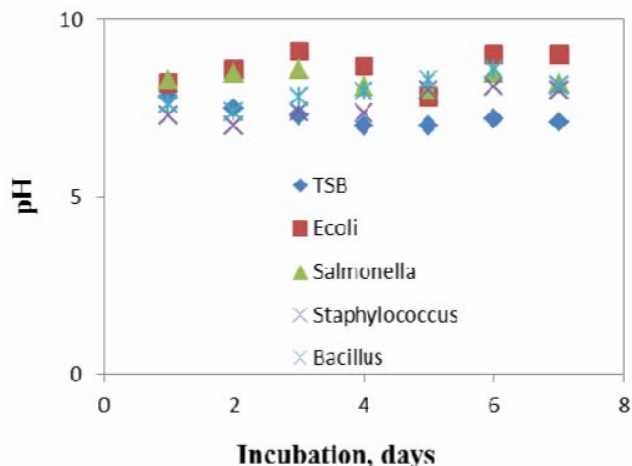 10
5
0
pH
TSB
Ecoli
Salmonella
Staphylococcus
Bacillus
0 2 4 6 8
Incubation, days